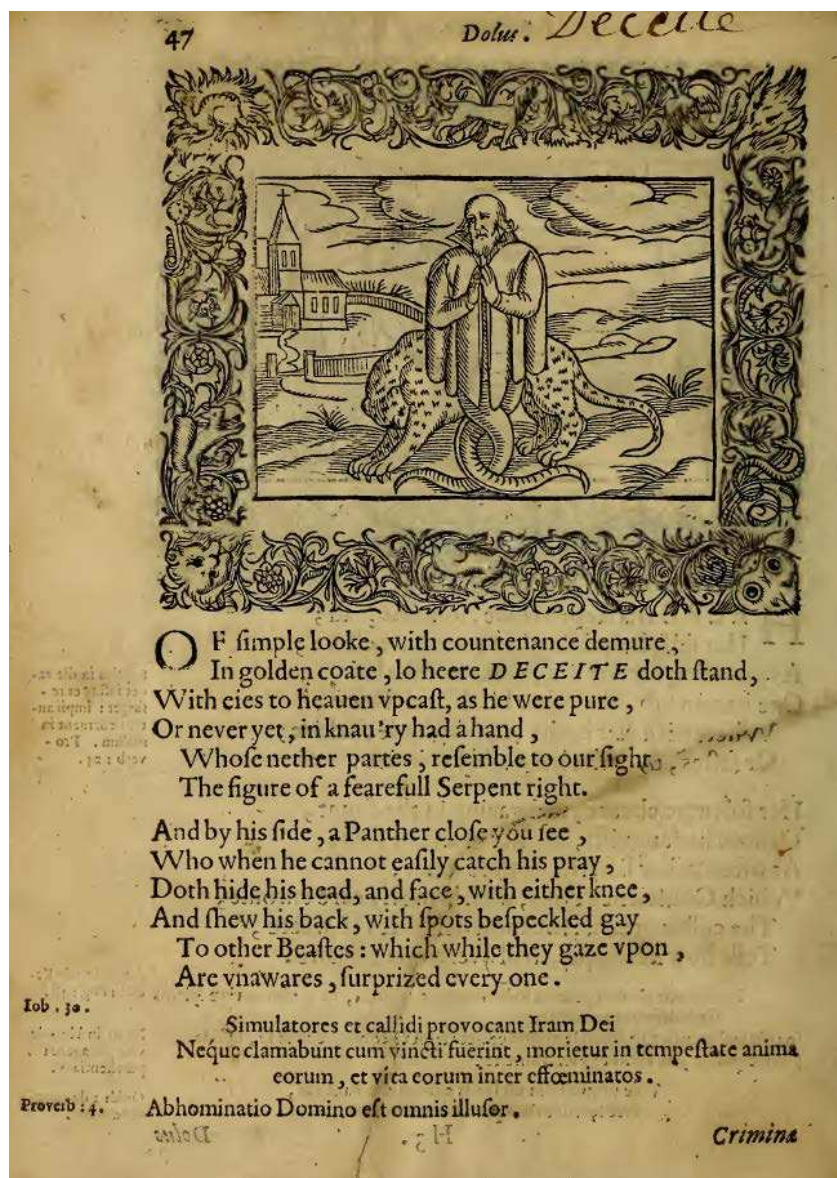 47
Dolus. Deceite
OF ſimple looke, with countenance demure,
In golden coate, lo heere DECEITE doth ſtand,
With eies to heauen vpcaſt, as he were pure,
Or never yet, in knau'ry had a hand,
Whoſe nether partes, reſemble to our ſight
The figure of a fearefull Serpent right.
And by his ſide, a Panther cloſe you ſee,
Who when he cannot eaſily catch his pray,
Doth hide his head, and face, with either knee,
And ſhew his back, with ſpots beſpeckled gay
To other Beaſtes: which while they gaze vpon,
Are vnawares, ſurprized every one.
Iob. 30.
Simulatores et callidi provocant Iram Dei
Neque clamabunt cum vincti fuerint, morietur in tempeſtate anima
eorum, et vita eorum inter effœminatos.
Proverb: 4.
Abhominatio Domino eſt omnis illuſor.
Crimina